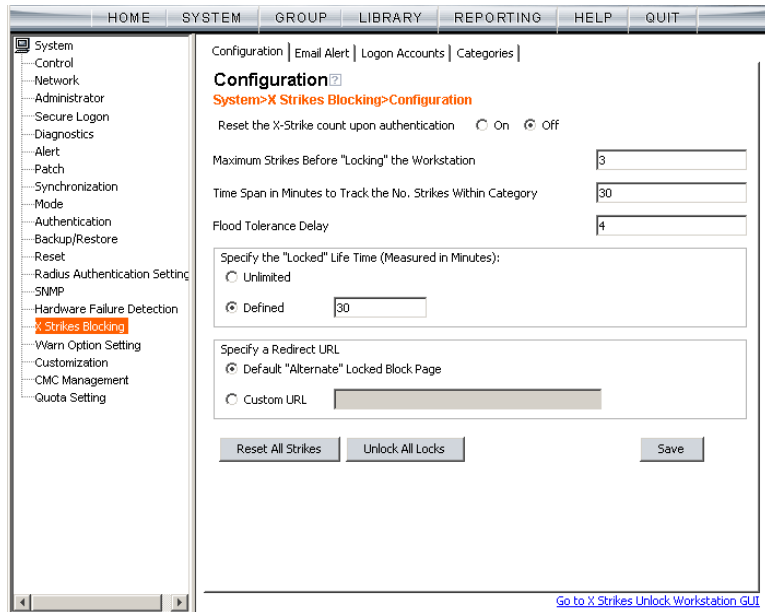 HOME SYSTEM GROUP LIBRARY REPORTING HELP QUIT
System
Control
Network
Administrator
Secure Logon
Diagnostics
Alert
Patch
Synchronization
Mode
Authentication
Backup/Restore
Reset
Radius Authentication Setting
SNMP
Hardware Failure Detection
X Strikes Blocking
Warn Option Setting
Customization
CMC Management
Quota Setting
Configuration Email Alert Logon Accounts Categories
Configuration ?
System>X Strikes Blocking>Configuration
Reset the X-Strike count upon authentication On Off
Maximum Strikes Before "Locking" the Workstation 3
Time Span in Minutes to Track the No. Strikes Within Category 30
Flood Tolerance Delay 4
Specify the "Locked" Life Time (Measured in Minutes):
Unlimited
Defined 30
Specify a Redirect URL
Default "Alternate" Locked Block Page
Custom URL
Reset All Strikes Unlock All Locks Save
Go to X Strikes Unlock Workstation GUI